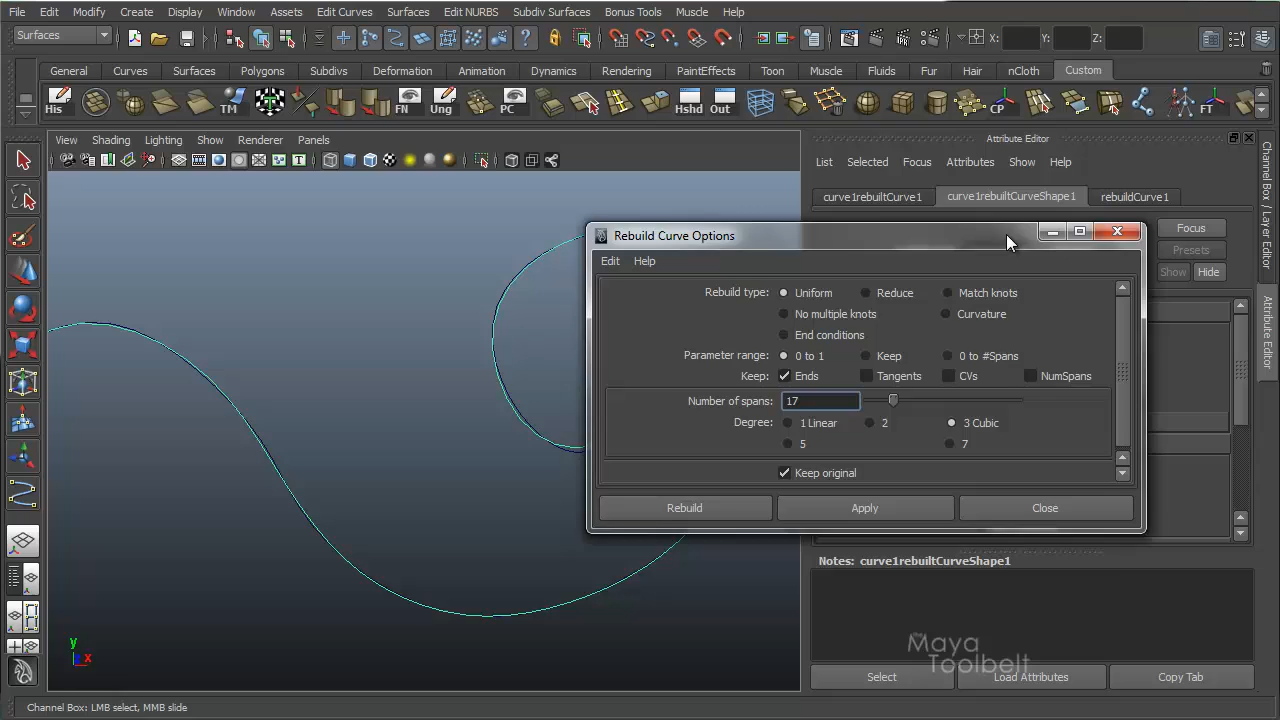 File Edit Modify Create Display Window Assets Edit Curves Surfaces Edit NURBS Subdiv Surfaces Bonus Tools Muscle Help
Surfaces X: Y: Z:
General Curves Surfaces Polygons Subdivs Deformation Animation Dynamics Rendering PaintEffects Toon Muscle Fluids Fur Hair nCloth Custom
His TM FN Ung PC Hshd Out CP FT
View Shading Lighting Show Renderer Panels
Attribute Editor
List Selected Focus Attributes Show Help
curve1rebuiltCurve1 curve1rebuiltCurveShape1 rebuildCurve1
Focus
Presets
Show Hide
Channel Box / Layer Editor
Attribute Editor
Rebuild Curve Options
Edit Help
Rebuild type: Uniform Reduce Match knots
No multiple knots Curvature
End conditions
Parameter range: 0 to 1 Keep 0 to #Spans
Keep: Ends Tangents CVs NumSpans
Number of spans: 17
Degree: 1 Linear 2 3 Cubic
5 7
Keep original
Rebuild Apply Close
Notes: curve1rebuiltCurveShape1
the Maya Toolbelt
Select Load Attributes Copy Tab
y
x
Channel Box: LMB select, MMB slide